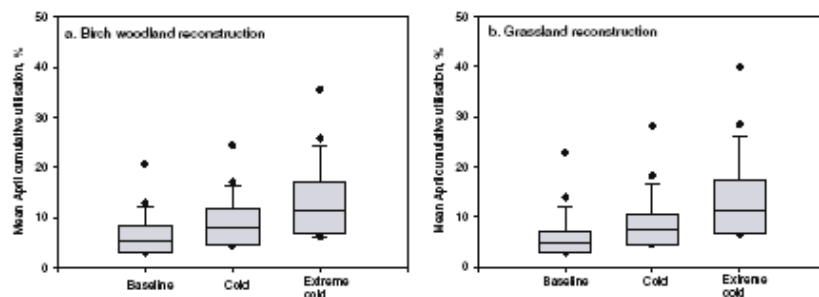 a. Birch woodland reconstruction
Mean April cumulative utilisation, %
50
40
30
20
10
0
Baseline
Cold
Extreme
cold
b. Grassland reconstruction
Mean April cumulative utilisation, %
50
40
30
20
10
0
Baseline
Cold
Extreme
cold